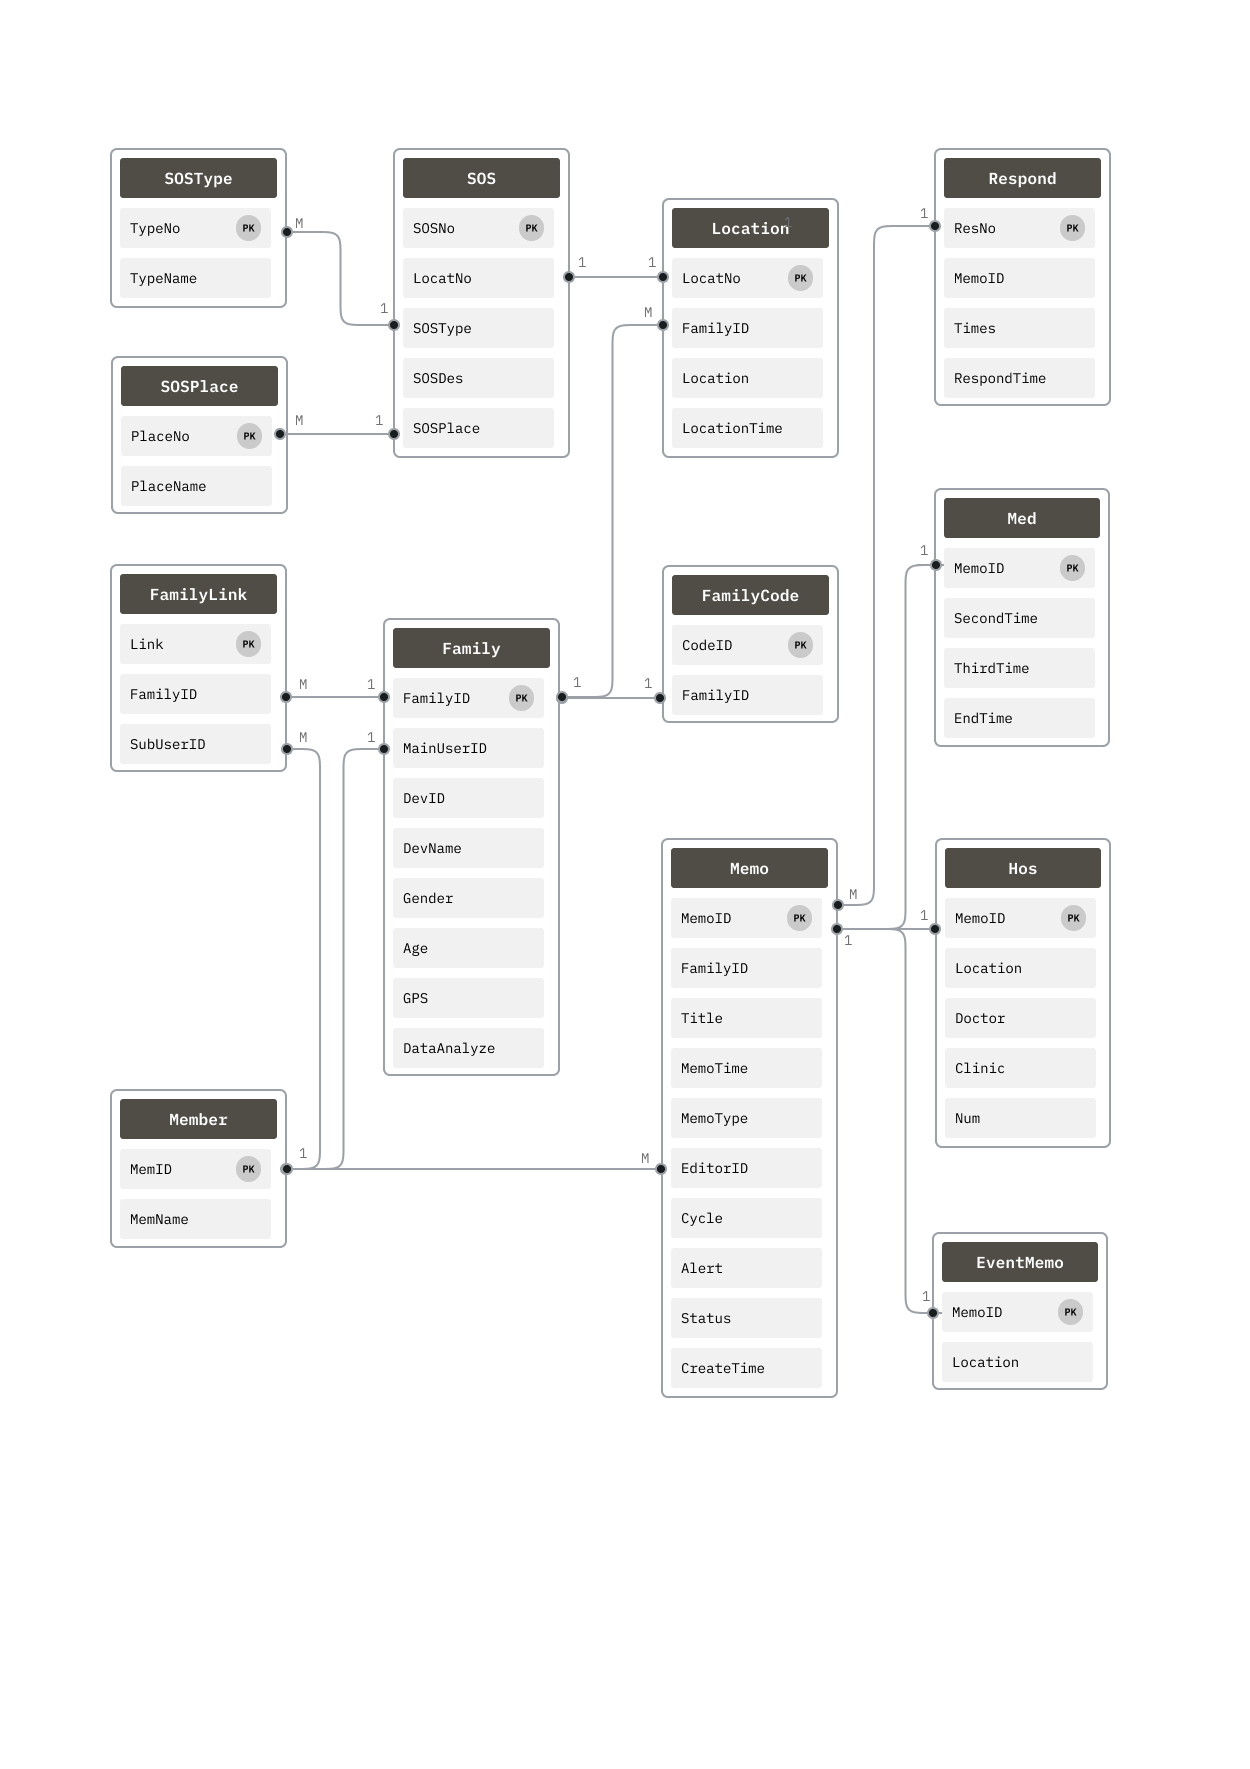 SOSType
TypeNo PK
TypeName
M
1
SOS
SOSNo PK
LocatNo
SOSType
SOSDes
SOSPlace
1
1
Location
1
LocatNo PK
FamilyID
Location
LocationTime
M
Respond
1
ResNo PK
MemoID
Times
RespondTime
SOSPlace
PlaceNo PK
PlaceName
M
1
Med
1
MemoID PK
SecondTime
ThirdTime
EndTime
FamilyLink
Link PK
FamilyID
SubUserID
M
1
M
1
Family
FamilyID PK
MainUserID
DevID
DevName
Gender
Age
GPS
DataAnalyze
1
1
FamilyCode
CodeID PK
FamilyID
Memo
MemoID PK
FamilyID
Title
MemoTime
MemoType
EditorID
Cycle
Alert
Status
CreateTime
M
1
1
Hos
MemoID PK
Location
Doctor
Clinic
Num
Member
MemID PK
MemName
1
M
EventMemo
1
MemoID PK
Location